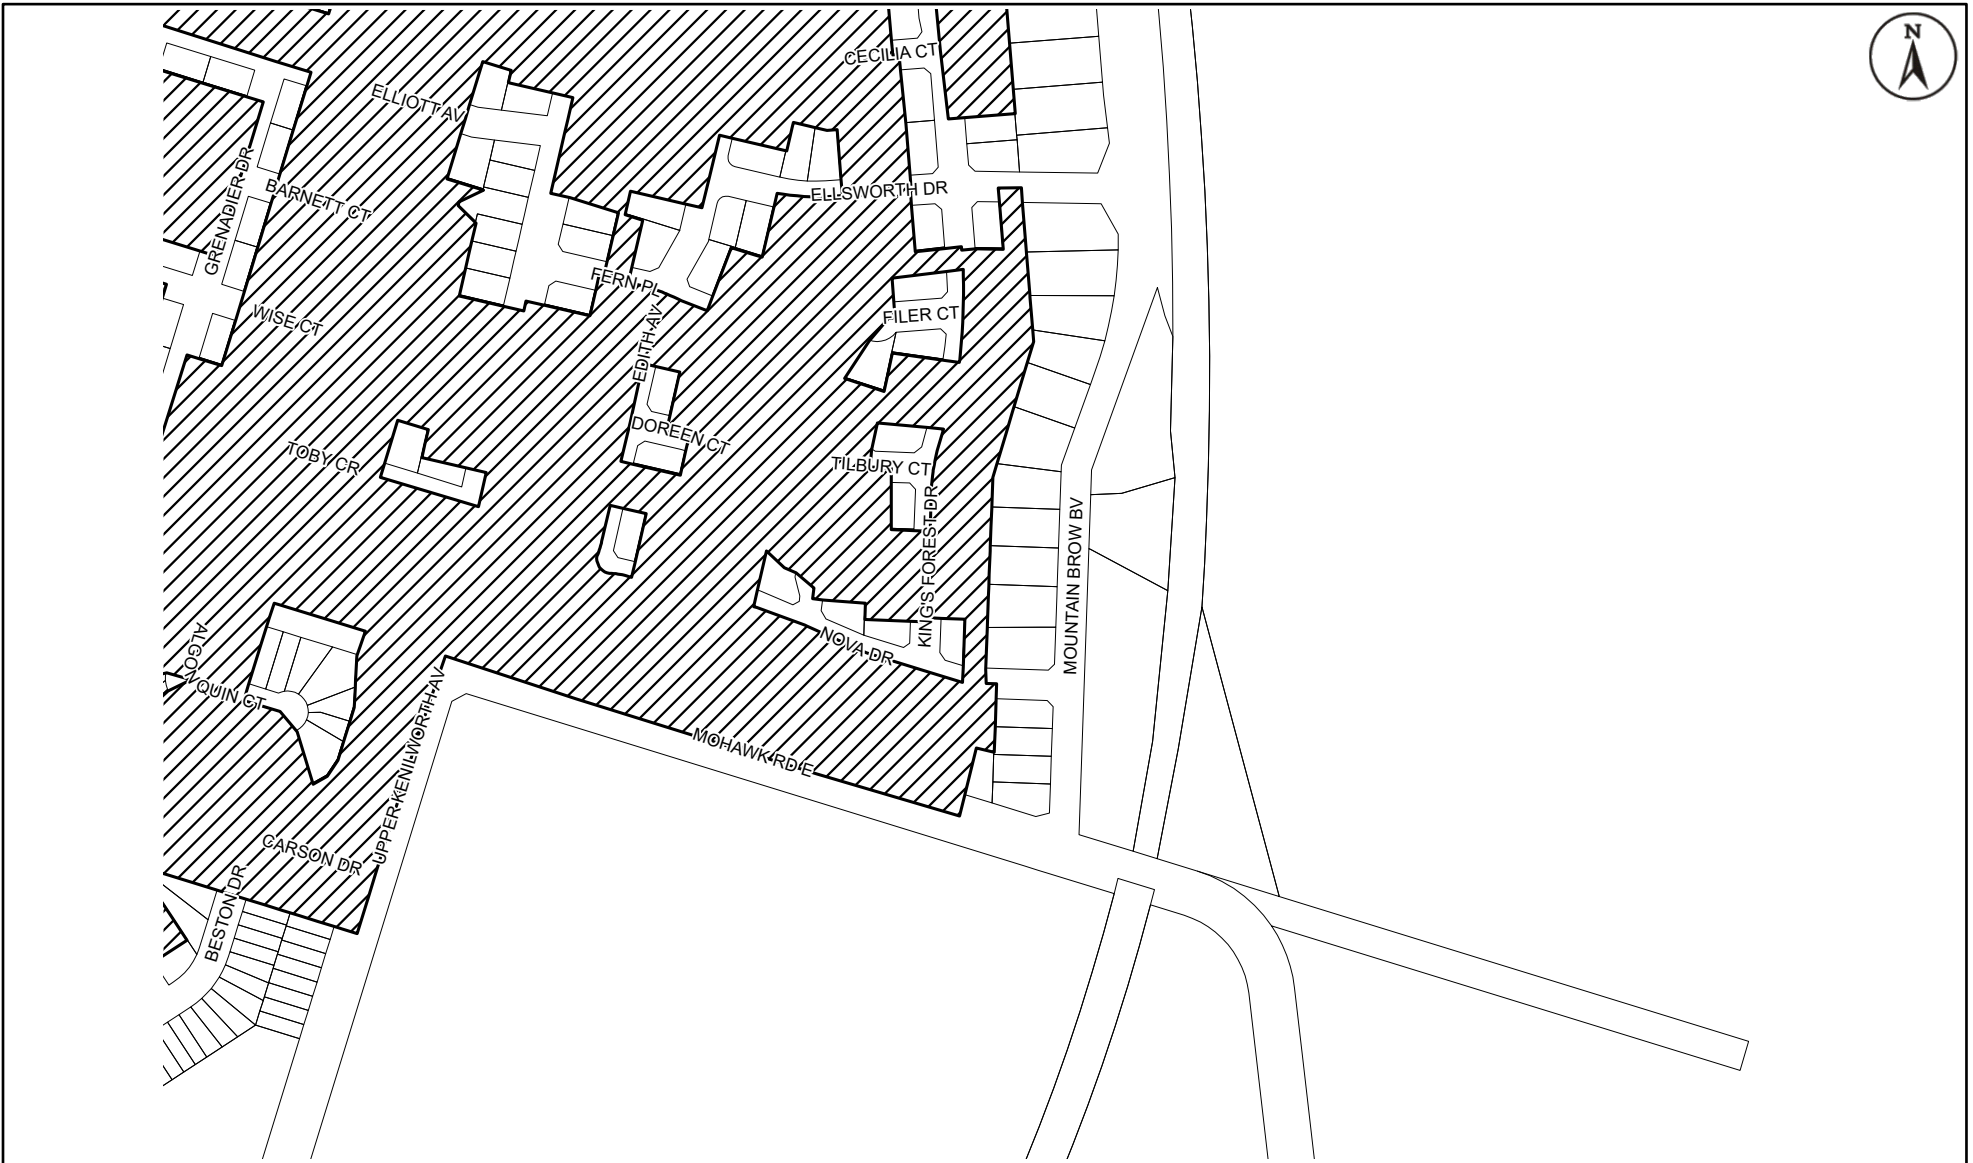 N
CECILIA CT
ELLIOTT AV
GRENADIER DR
BARNETT CT
ELLSWORTH DR
FERN PL
WISE CT
FILER CT
EDITH AV
DOREEN CT
TOBY CR
TILBURY CT
KING'S FOREST DR
MOUNTAIN BROW BV
NOVA DR
ALGONQUIN CT
UPPER KENILWORTH AV
MOHAWK RD E
CARSON DR
BESTON DR